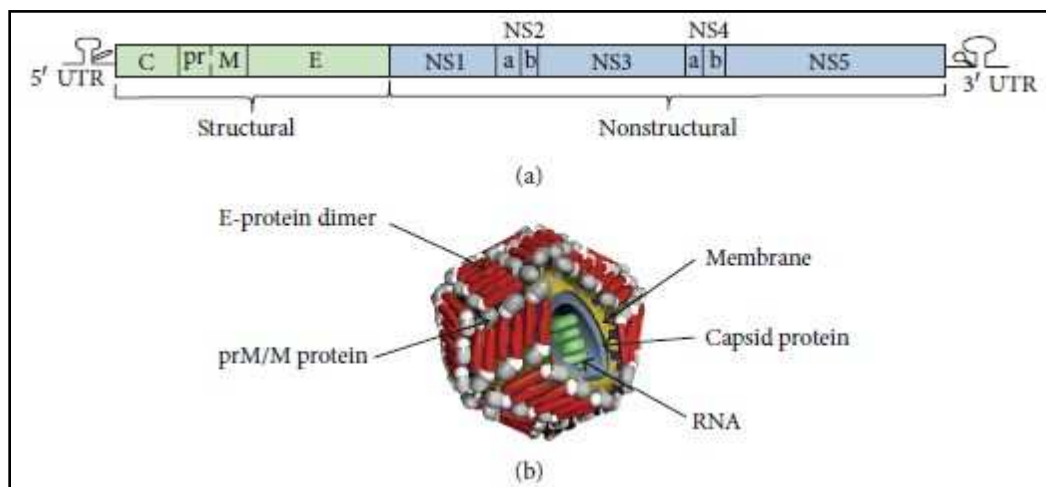 NS2 NS4
C pr M E NS1 a b NS3 a b NS5
5′ UTR 3′ UTR
Structural Nonstructural
(a)
E-protein dimer
Membrane
prM/M protein
Capsid protein
RNA
(b)